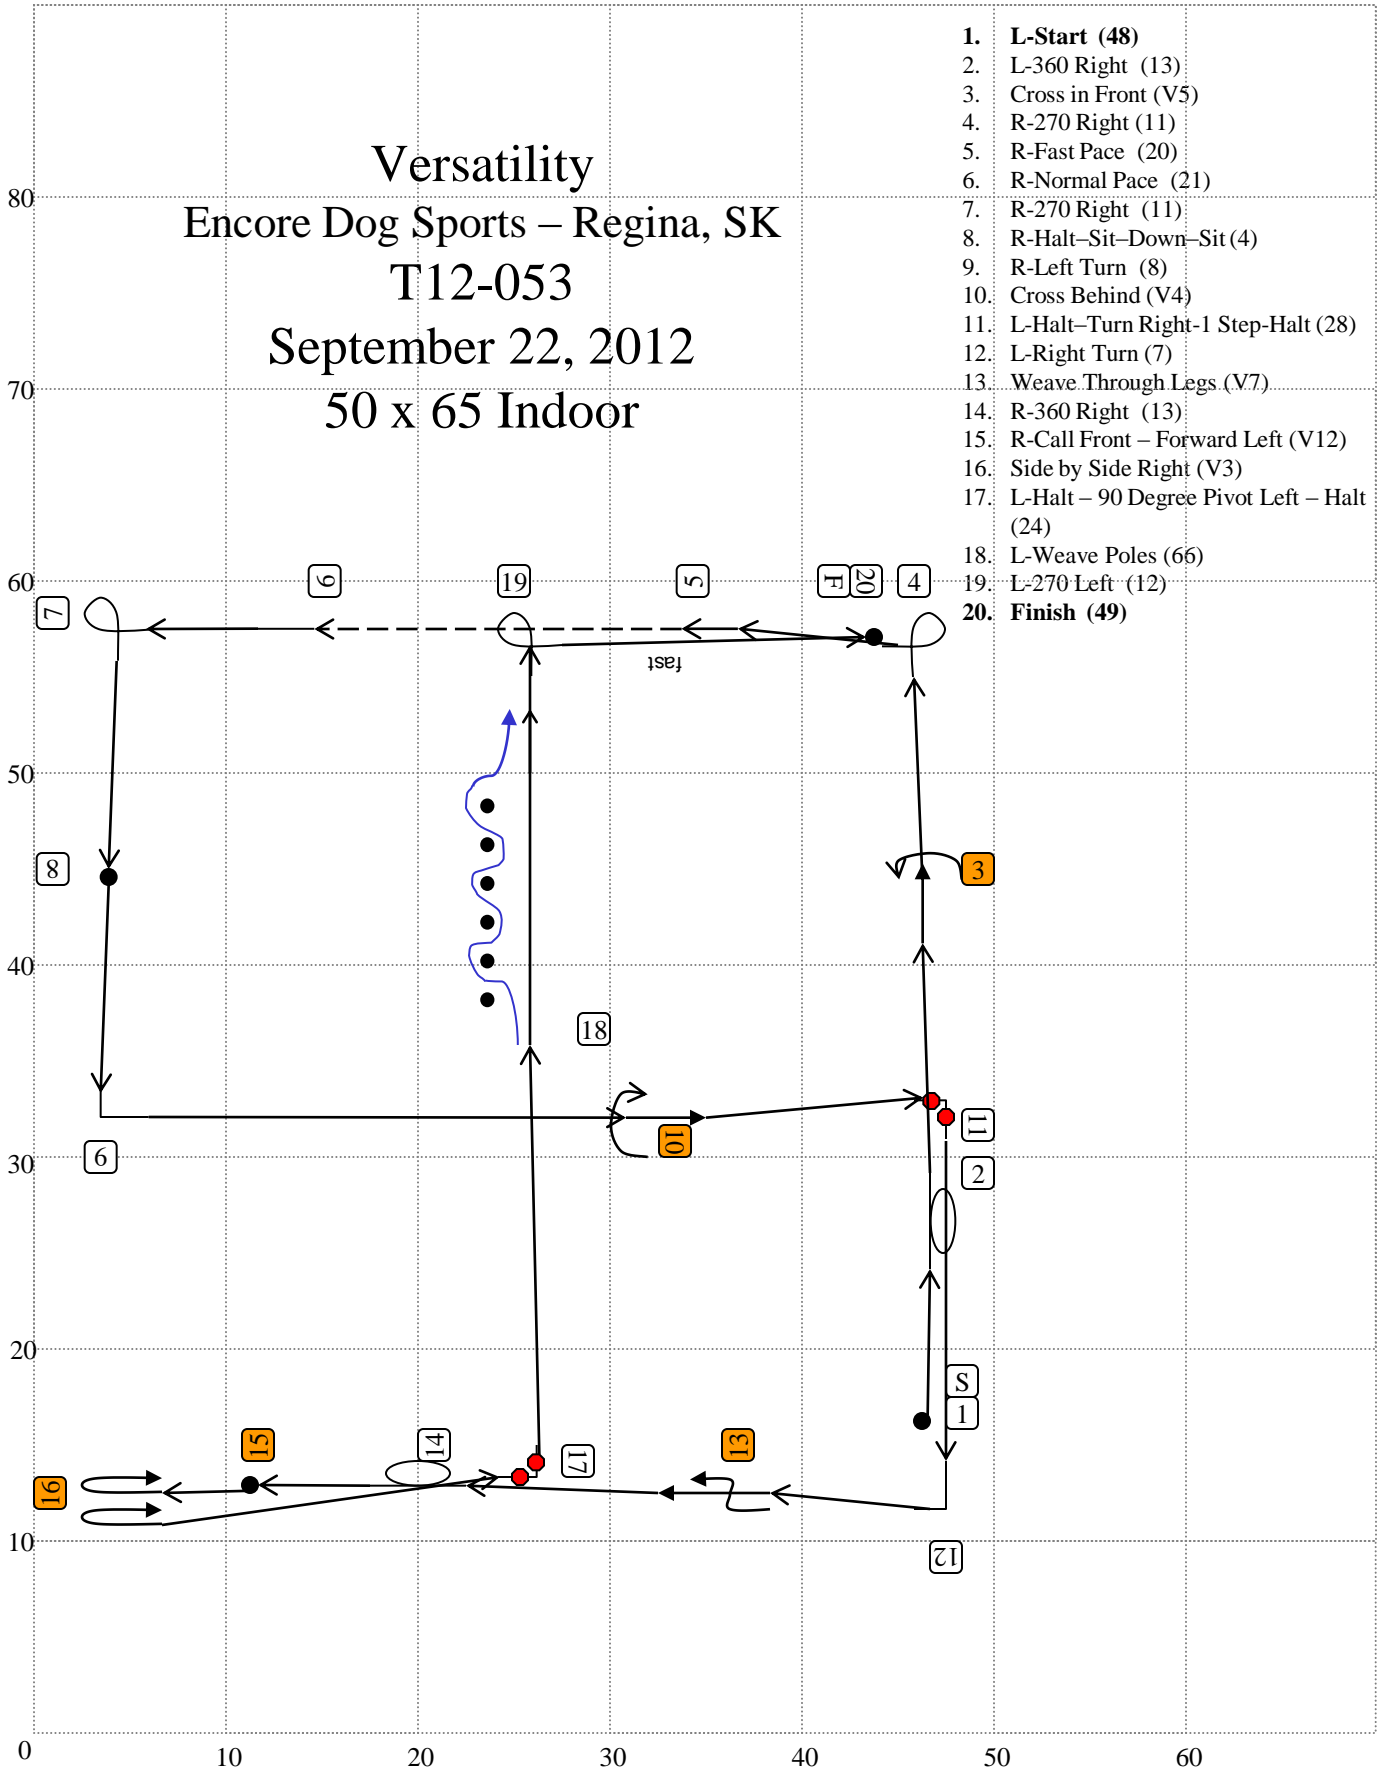 1. L-Start (48)
2. L-360 Right (13)
3. Cross in Front (V5)
4. R-270 Right (11)
5. R-Fast Pace (20)
6. R-Normal Pace (21)
7. R-270 Right (11)
8. R-Halt–Sit–Down–Sit (4)
9. R-Left Turn (8)
10. Cross Behind (V4)
11. L-Halt–Turn Right-1 Step-Halt (28)
12. L-Right Turn (7)
13. Weave Through Legs (V7)
14. R-360 Right (13)
15. R-Call Front – Forward Left (V12)
16. Side by Side Right (V3)
17. L-Halt – 90 Degree Pivot Left – Halt
(24)
18. L-Weave Poles (66)
19. L-270 Left (12)
20. Finish (49)
Versatility
Encore Dog Sports – Regina, SK
T12-053
September 22, 2012
50 x 65 Indoor
80
70
60
50
40
30
20
10
0
10
20
30
40
50
60
7
6
19
5
F
20
4
fast
8
3
18
11
10
9
2
S
1
15
14
17
13
16
12